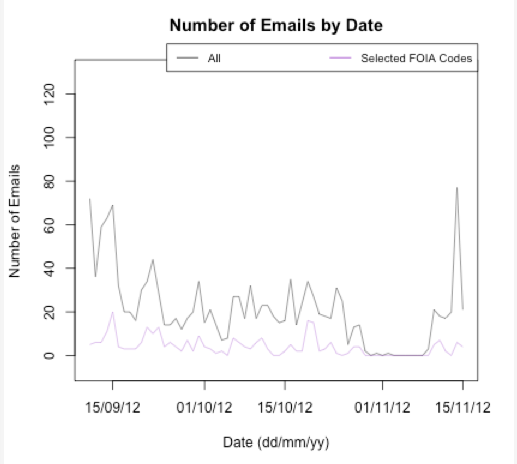 Number of Emails by Date
All
Selected FOIA Codes
Number of Emails
120
100
80
60
40
20
0
15/09/12
01/10/12
15/10/12
01/11/12
15/11/12
Date (dd/mm/yy)